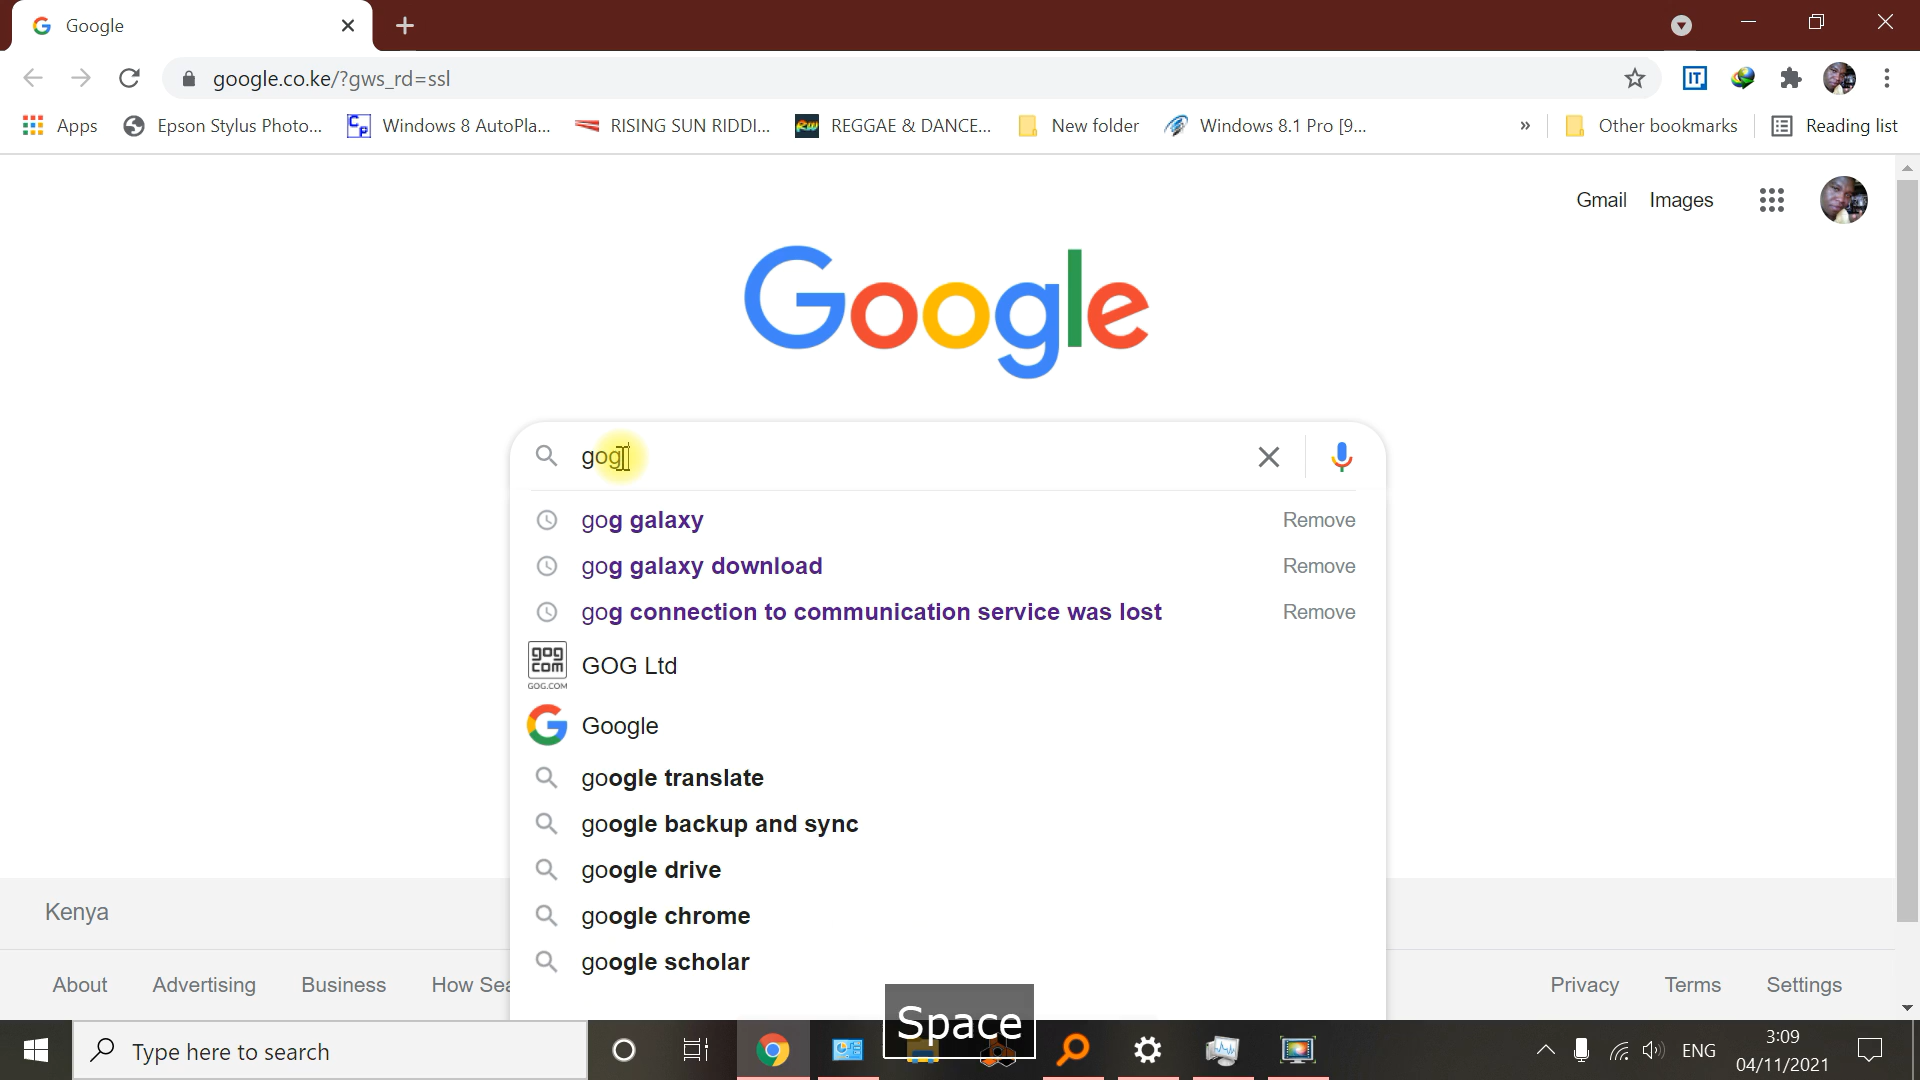 Google
google.co.ke/?gws_rd=ssl
Apps
Epson Stylus Photo...
Windows 8 AutoPla...
RISING SUN RIDDI...
REGGAE & DANCE...
New folder
Windows 8.1 Pro [9...
»
Other bookmarks
Reading list
Gmail
Images
Google
gog
gog galaxy
Remove
gog galaxy download
Remove
gog connection to communication service was lost
Remove
gog
com
GOG.COM
GOG Ltd
Google
google translate
google backup and sync
google drive
google chrome
google scholar
Kenya
About
Advertising
Business
How Sea
Privacy
Terms
Settings
Space
Type here to search
ENG
3:09
04/11/2021